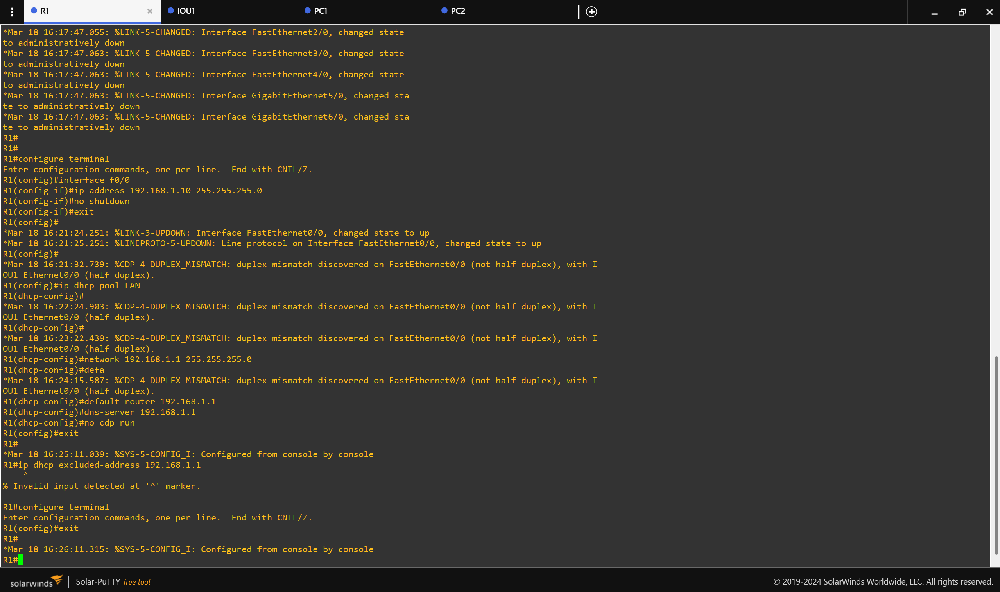 R1
IOU1
PC1
PC2
*Mar 18 16:17:47.055: %LINK-5-CHANGED: Interface FastEthernet2/0, changed state
to administratively down
*Mar 18 16:17:47.063: %LINK-5-CHANGED: Interface FastEthernet3/0, changed state
to administratively down
*Mar 18 16:17:47.063: %LINK-5-CHANGED: Interface FastEthernet4/0, changed state
to administratively down
*Mar 18 16:17:47.063: %LINK-5-CHANGED: Interface GigabitEthernet5/0, changed sta
te to administratively down
*Mar 18 16:17:47.063: %LINK-5-CHANGED: Interface GigabitEthernet6/0, changed sta
te to administratively down
R1#
R1#
R1#configure terminal
Enter configuration commands, one per line.  End with CNTL/Z.
R1(config)#interface f0/0
R1(config-if)#ip address 192.168.1.10 255.255.255.0
R1(config-if)#no shutdown
R1(config-if)#exit
R1(config)#
*Mar 18 16:21:24.251: %LINK-3-UPDOWN: Interface FastEthernet0/0, changed state to up
*Mar 18 16:21:25.251: %LINEPROTO-5-UPDOWN: Line protocol on Interface FastEthernet0/0, changed state to up
R1(config)#
*Mar 18 16:21:32.739: %CDP-4-DUPLEX_MISMATCH: duplex mismatch discovered on FastEthernet0/0 (not half duplex), with I
OU1 Ethernet0/0 (half duplex).
R1(config)#ip dhcp pool LAN
R1(dhcp-config)#
*Mar 18 16:22:24.903: %CDP-4-DUPLEX_MISMATCH: duplex mismatch discovered on FastEthernet0/0 (not half duplex), with I
OU1 Ethernet0/0 (half duplex).
R1(dhcp-config)#
*Mar 18 16:23:22.439: %CDP-4-DUPLEX_MISMATCH: duplex mismatch discovered on FastEthernet0/0 (not half duplex), with I
OU1 Ethernet0/0 (half duplex).
R1(dhcp-config)#network 192.168.1.1 255.255.255.0
R1(dhcp-config)#defa
*Mar 18 16:24:15.587: %CDP-4-DUPLEX_MISMATCH: duplex mismatch discovered on FastEthernet0/0 (not half duplex), with I
OU1 Ethernet0/0 (half duplex).
R1(dhcp-config)#default-router 192.168.1.1
R1(dhcp-config)#dns-server 192.168.1.1
R1(dhcp-config)#no cdp run
R1(config)#exit
R1#
*Mar 18 16:25:11.039: %SYS-5-CONFIG_I: Configured from console by console
R1#ip dhcp excluded-address 192.168.1.1
^
% Invalid input detected at '^' marker.
R1#configure terminal
Enter configuration commands, one per line.  End with CNTL/Z.
R1(config)#exit
R1#
*Mar 18 16:26:11.315: %SYS-5-CONFIG_I: Configured from console by console
R1#
solarwinds
Solar-PuTTY free tool
© 2019-2024 SolarWinds Worldwide, LLC. All rights reserved.